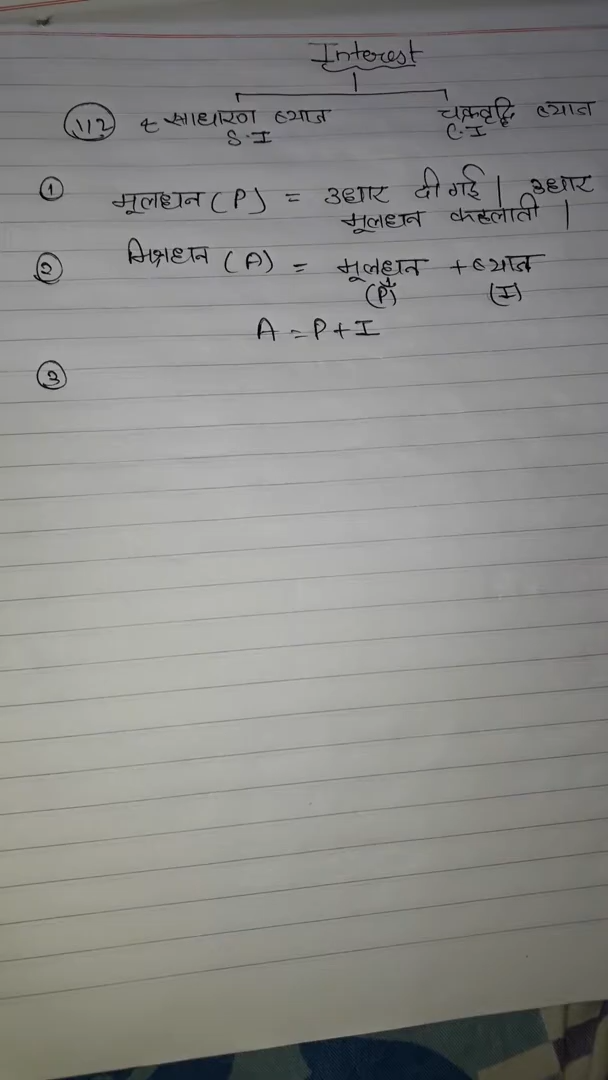 Interest
112 साधारण ब्याज चक्रवृद्धि ब्याज
S.I C.I
① मूलधन (P) = उधार दी गई | उधार
मूलधन कहलाती |
② मिश्रधन (A) = मूलधन + ब्याज
(P) (I)
A = P + I
③